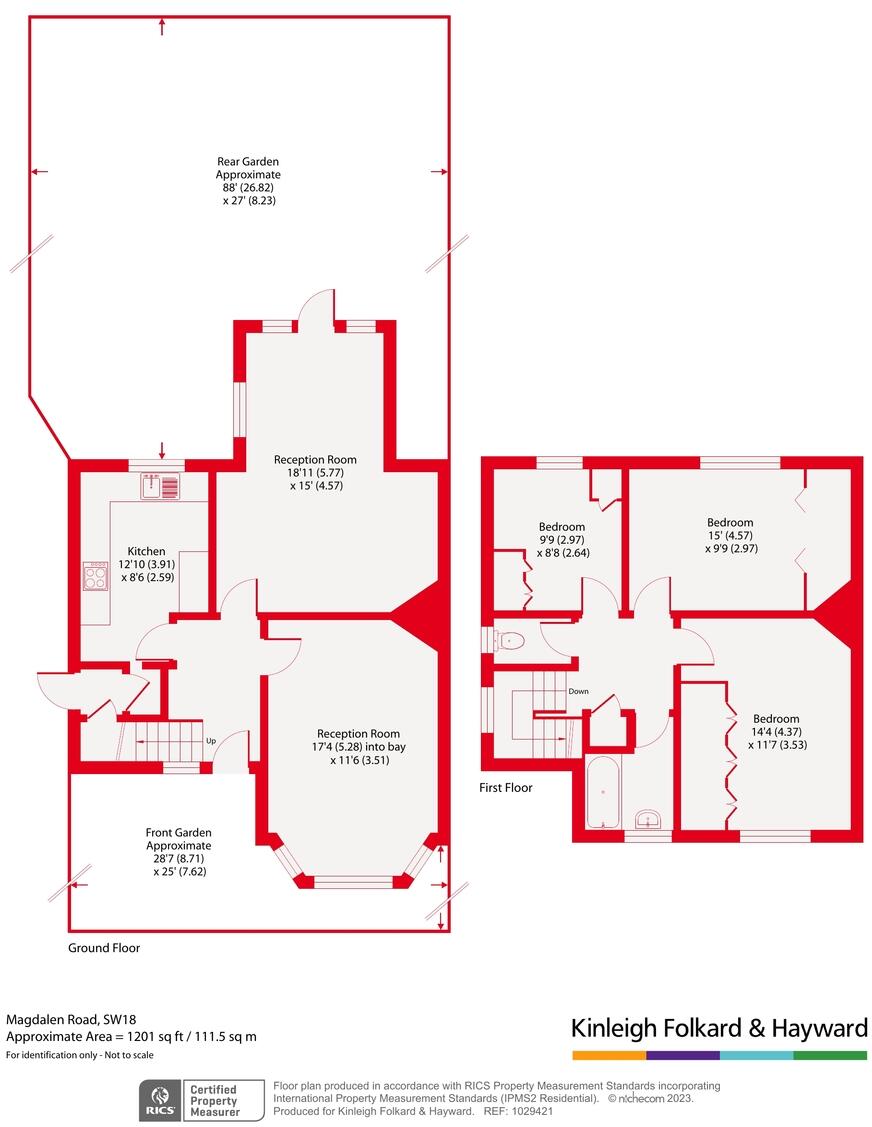 Rear Garden
Approximate
88' (26.82)
x 27' (8.23)
Reception Room
18'11 (5.77)
x 15' (4.57)
Kitchen
12'10 (3.91)
x 8'6 (2.59)
Bedroom
9'9 (2.97)
x 8'8 (2.64)
Bedroom
15' (4.57)
x 9'9 (2.97)
Down
Up
Reception Room
17'4 (5.28) into bay
x 11'6 (3.51)
Bedroom
14'4 (4.37)
x 11'7 (3.53)
First Floor
Front Garden
Approximate
28'7 (8.71)
x 25' (7.62)
Ground Floor
Magdalen Road, SW18
Approximate Area = 1201 sq ft / 111.5 sq m
For identification only - Not to scale
Kinleigh Folkard & Hayward
RICS
Certified
Property
Measurer
Floor plan produced in accordance with RICS Property Measurement Standards incorporating
International Property Measurement Standards (IPMS2 Residential). © nichecom 2023.
Produced for Kinleigh Folkard & Hayward. REF: 1029421